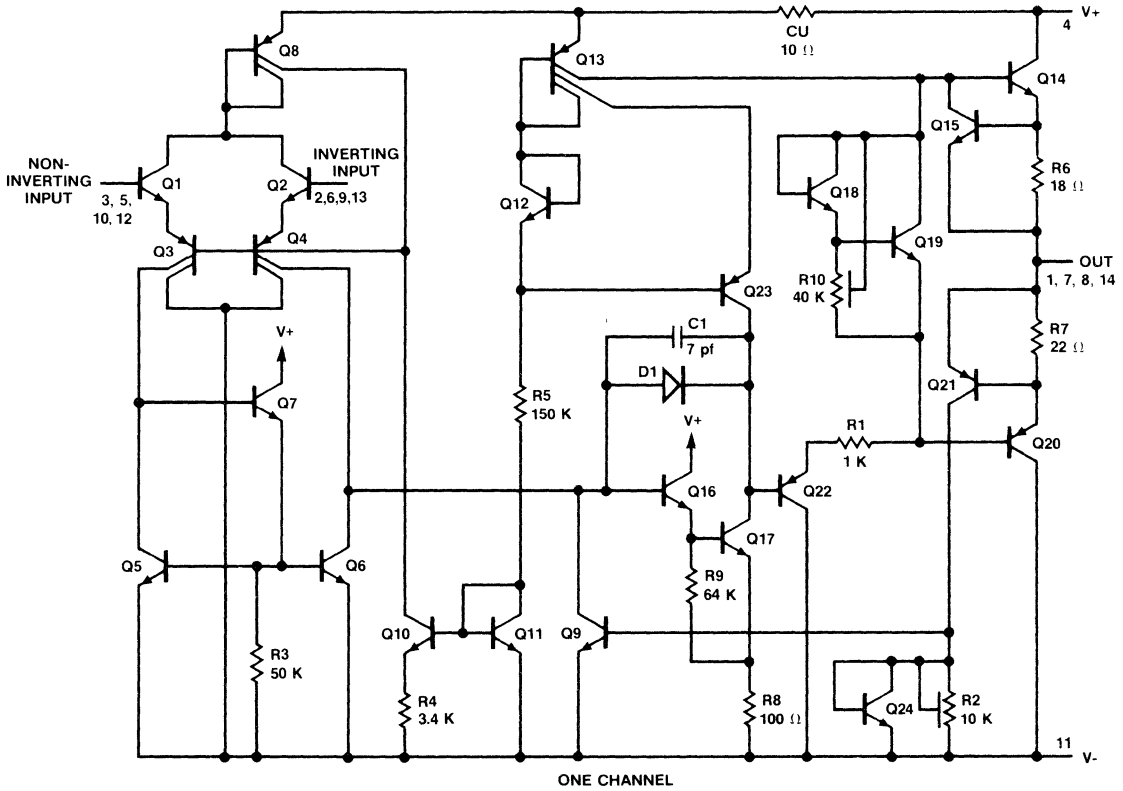 V+
4
CU
10 Ω
Q8
Q13
Q14
Q15
NON-
INVERTING
INPUT
3, 5,
10, 12
Q1
Q2
INVERTING
INPUT
2,6,9,13
Q12
Q18
R6
18 Ω
Q3
Q4
Q19
OUT
1, 7, 8, 14
R10
40 K
Q23
V+
C1
7 pf
R7
22 Ω
D1
Q7
R5
150 K
Q21
V+
R1
1 K
Q20
Q16
Q22
Q17
Q5
Q6
R9
64 K
Q10
Q11
Q9
R3
50 K
R4
3.4 K
R8
100 Ω
Q24
R2
10 K
11
V-
ONE CHANNEL